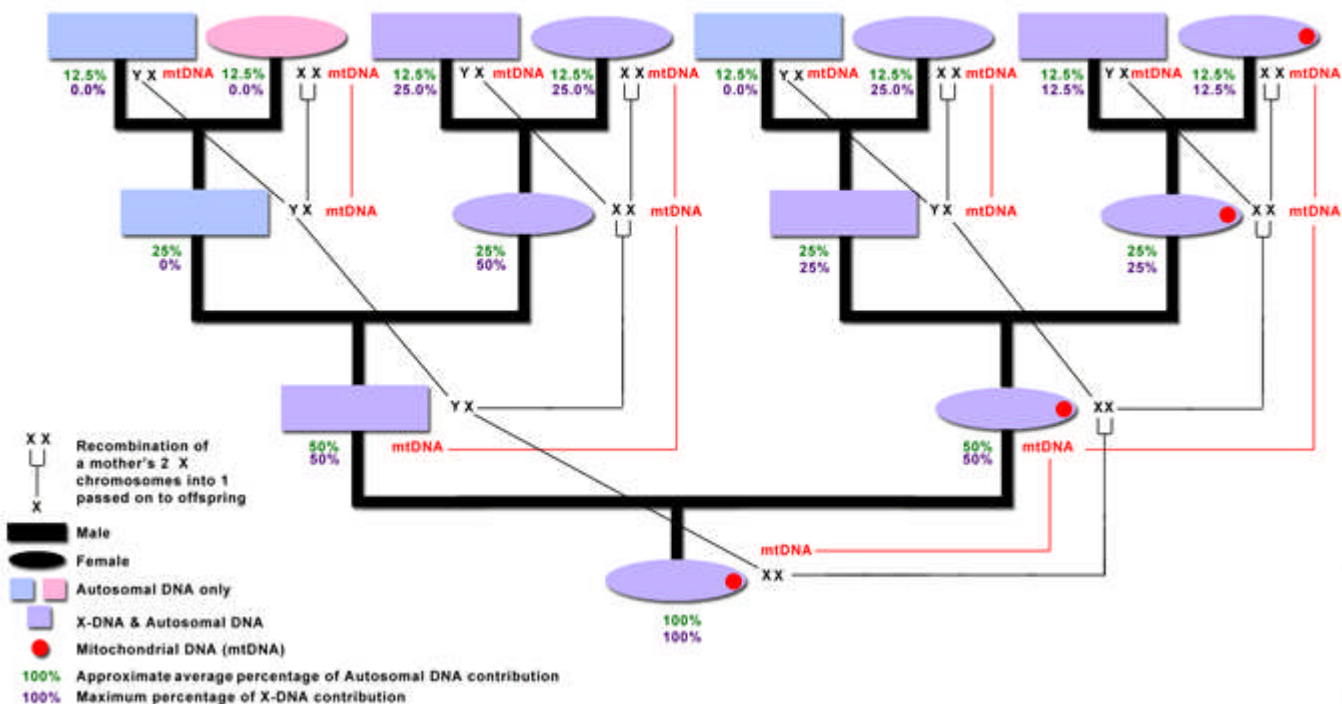 Y X mtDNA X X mtDNA Y X mtDNA X X mtDNA Y X mtDNA X X mtDNA Y X mtDNA X X mtDNA
12.5% 12.5% 12.5% 12.5% 12.5% 12.5% 12.5% 12.5%
0.0% 0.0% 25.0% 25.0% 0.0% 25.0% 12.5% 12.5%
Y X mtDNA X X mtDNA Y X mtDNA X X mtDNA
25% 25% 25% 25%
0% 50% 25% 25%
Y X XX
50% mtDNA 50% mtDNA
50% 50%
mtDNA
XX
100%
100%
X X
Recombination of
a mother's 2 X
chromosomes into 1
passed on to offspring
X
Male
Female
Autosomal DNA only
X-DNA & Autosomal DNA
Mitochondrial DNA (mtDNA)
100% Approximate average percentage of Autosomal DNA contribution
100% Maximum percentage of X-DNA contribution